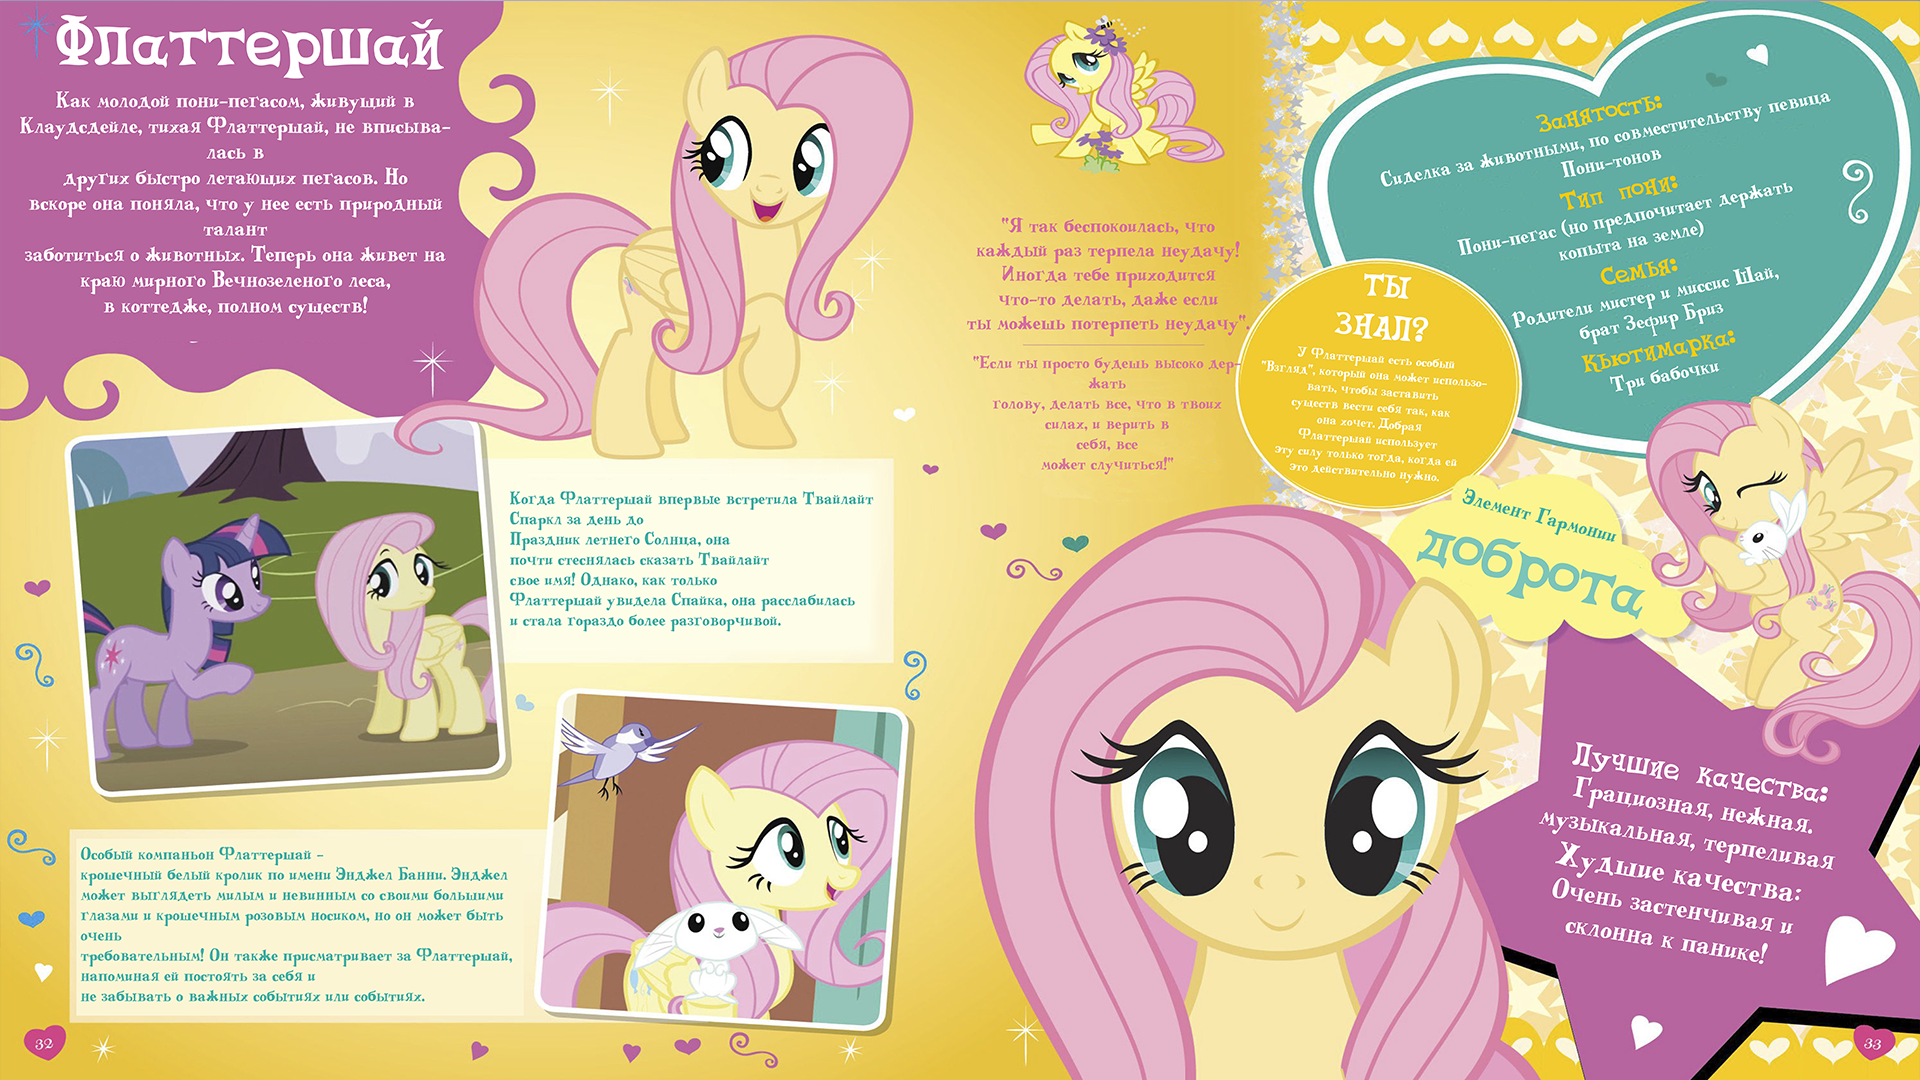 Флаттершай
Как молодой пони-пегасом, живущий в
Клаудсдейле, тихая Флаттершай, не вписыва-
лась в
других быстро летающих пегасов. Но
вскоре она поняла, что у нее есть природный
талант
заботиться о животных. Теперь она живет на
краю мирного Вечнозеленого леса,
в коттедже, полном существ!
-
Когда Флаттершай впервые встретила Твайлайт
Спаркл за день до
Праздник летнего Солнца, она
почти стеснялась сказать Твайлайт
свое имя! Однако, как только
Флаттершай увидела Спайка, она расслабилась
и стала гораздо более разговорчивой.
Особый компаньон Флаттершай -
крошечный белый кролик по имени Энджел Банни. Энджел
может выглядеть милым и невинным со своими большими
глазами и крошечным розовым носиком, но он может быть
очень
требовательным! Он также присматривает за Флаттершай,
напоминая ей постоять за себя и
не забывать о важных событиях или событиях.
32
"Я так беспокоилась, что
каждый раз терпела неудачу!
Иногда тебе приходится
что-то делать, даже если
ты можешь потерпеть неудачу".
"Если ты просто будешь высоко дер-
жать
голову, делать все, что в твоих
силах, и верить в
себя, все
может случиться!"
Занятость:
Сиделка за животными, по совместительству певица
Пони-тонов
Тип пони:
Пони-пегас (но предпочитает держать
копыта на земле)
Семья:
Родители мистер и миссис Шай,
брат Зефир Бриз
Кьютимарка:
Три бабочки
ТЫ
ЗНАЛ?
У Флаттершай есть особый
"Взгляд", который она может использо-
вать, чтобы заставить
существ вести себя так, как
она хочет. Добрая
Флаттершай использует
эту силу только тогда, когда ей
это действительно нужно.
Элемент Гармонии
доброта
Лучшие качества:
Грациозная, нежная.
музыкальная, терпеливая
Худшие качества:
Очень застенчивая и
склонна к панике!
33